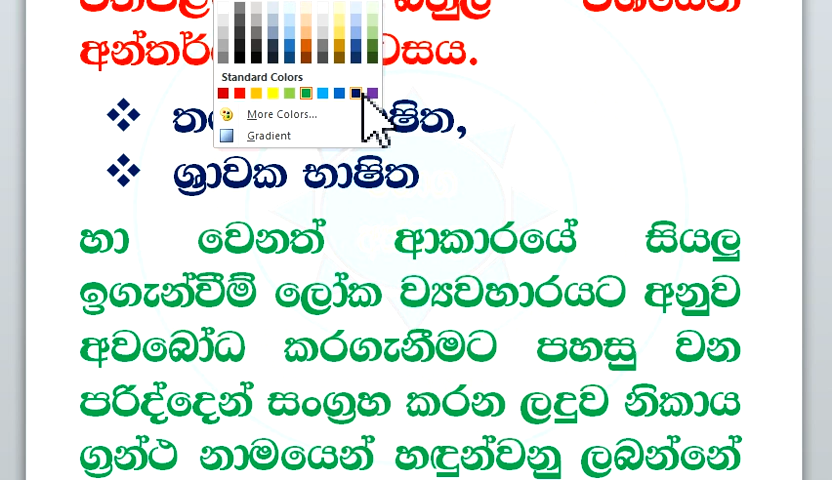 අන්තර්
වසය.
Standard Colors
More Colors...
Gradient
භාෂිත,
ශ්‍රාවක භාෂිත
හා වෙනත් ආකාරයේ සියලු
ඉගැන්වීම් ලෝක ව්‍යවහාරයට අනුව
අවබෝධ කරගැනීමට පහසු වන
පරිද්දෙන් සංග්‍රහ කරන ලදුව නිකාය
ග්‍රන්ථ නාමයෙන් හඳුන්වනු ලබන්නේ